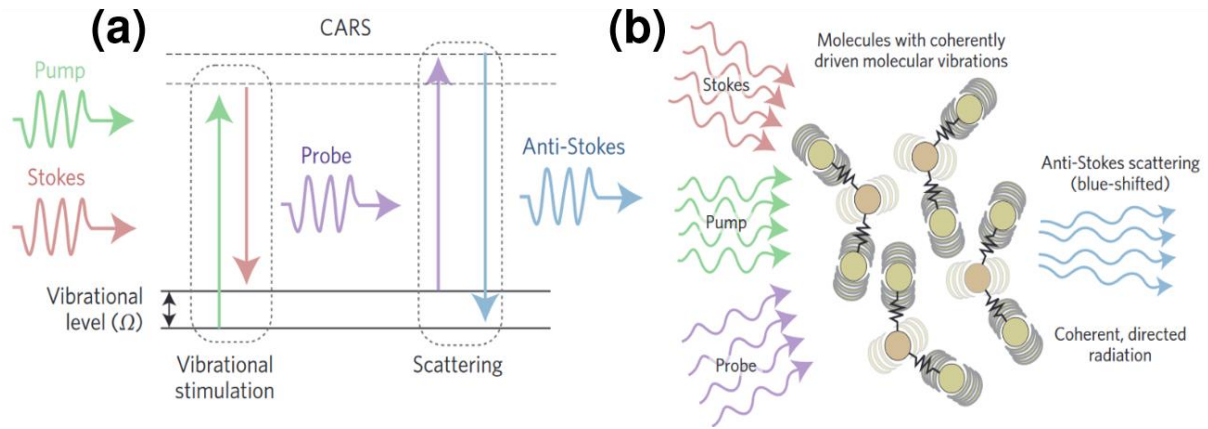 (a)
CARS
Pump
Stokes
Probe
Anti-Stokes
Vibrational
level (Ω)
Vibrational
stimulation
Scattering
(b)
Stokes
Pump
Probe
Molecules with coherently
driven molecular vibrations
Anti-Stokes scattering
(blue-shifted)
Coherent, directed
radiation